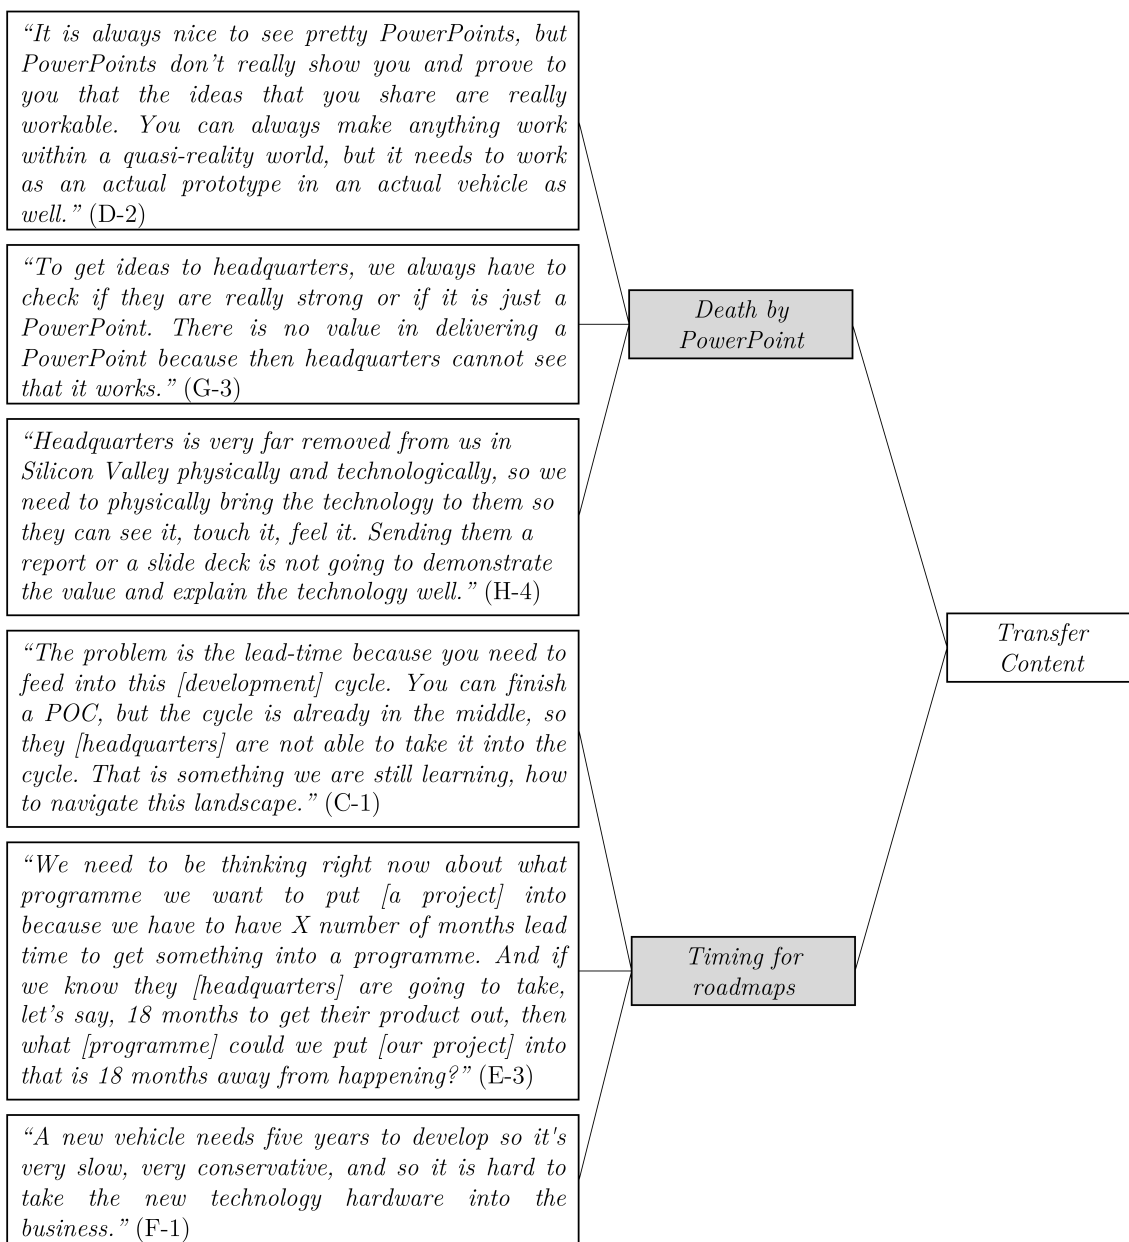 “It is always nice to see pretty PowerPoints, but
PowerPoints don’t really show you and prove to
you that the ideas that you share are really
workable. You can always make anything work
within a quasi-reality world, but it needs to work
as an actual prototype in an actual vehicle as
well.” (D-2)
“To get ideas to headquarters, we always have to
check if they are really strong or if it is just a
PowerPoint. There is no value in delivering a
PowerPoint because then headquarters cannot see
that it works.” (G-3)
“Headquarters is very far removed from us in
Silicon Valley physically and technologically, so we
need to physically bring the technology to them so
they can see it, touch it, feel it. Sending them a
report or a slide deck is not going to demonstrate
the value and explain the technology well.” (H-4)
“The problem is the lead-time because you need to
feed into this [development] cycle. You can finish
a POC, but the cycle is already in the middle, so
they [headquarters] are not able to take it into the
cycle. That is something we are still learning, how
to navigate this landscape.” (C-1)
“We need to be thinking right now about what
programme we want to put [a project] into
because we have to have X number of months lead
time to get something into a programme. And if
we know they [headquarters] are going to take,
let’s say, 18 months to get their product out, then
what [programme] could we put [our project] into
that is 18 months away from happening?” (E-3)
“A new vehicle needs five years to develop so it's
very slow, very conservative, and so it is hard to
take the new technology hardware into the
business.” (F-1)
Death by
PowerPoint
Timing for
roadmaps
Transfer
Content